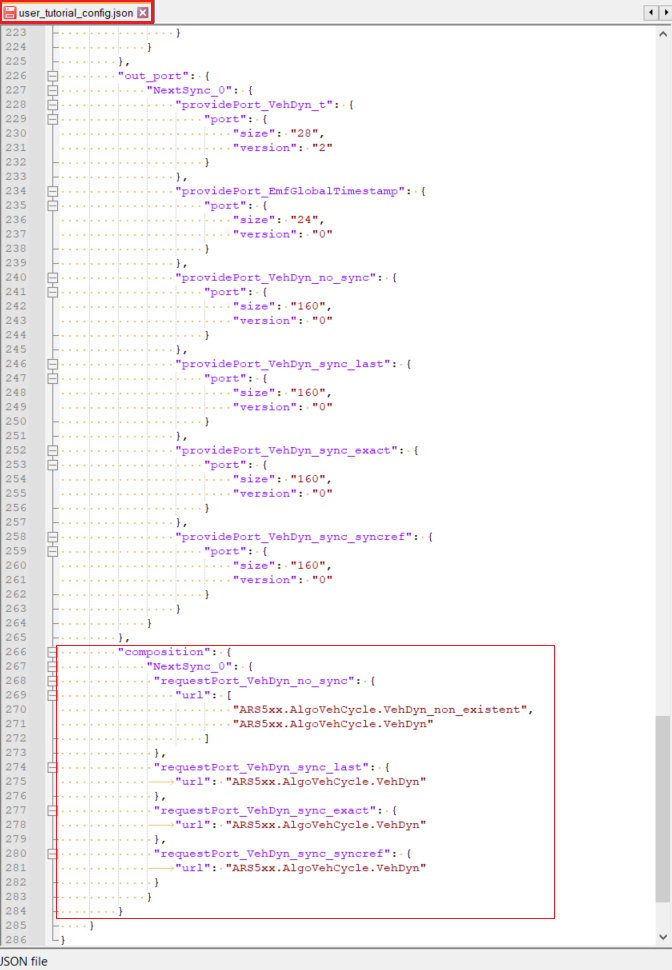 user_tutorial_config.json
223 }
224 }
225 },
226 "out_port": {
227 "NextSync_0": {
228 "providePort_VehDyn_t": {
229 "port": {
230 "size": "28",
231 "version": "2"
232 }
233 },
234 "providePort_EmfGlobalTimestamp": {
235 "port": {
236 "size": "24",
237 "version": "0"
238 }
239 },
240 "providePort_VehDyn_no_sync": {
241 "port": {
242 "size": "160",
243 "version": "0"
244 }
245 },
246 "providePort_VehDyn_sync_last": {
247 "port": {
248 "size": "160",
249 "version": "0"
250 }
251 },
252 "providePort_VehDyn_sync_exact": {
253 "port": {
254 "size": "160",
255 "version": "0"
256 }
257 },
258 "providePort_VehDyn_sync_syncref": {
259 "port": {
260 "size": "160",
261 "version": "0"
262 }
263 }
264 }
265 },
266 "composition": {
267 "NextSync_0": {
268 "requestPort_VehDyn_no_sync": {
269 "url": [
270 "ARS5xx.AlgoVehCycle.VehDyn_non_existent",
271 "ARS5xx.AlgoVehCycle.VehDyn"
272 ]
273 },
274 "requestPort_VehDyn_sync_last": {
275 "url": "ARS5xx.AlgoVehCycle.VehDyn"
276 },
277 "requestPort_VehDyn_sync_exact": {
278 "url": "ARS5xx.AlgoVehCycle.VehDyn"
279 },
280 "requestPort_VehDyn_sync_syncref": {
281 "url": "ARS5xx.AlgoVehCycle.VehDyn"
282 }
283 }
284 }
285 }
286 }
JSON file